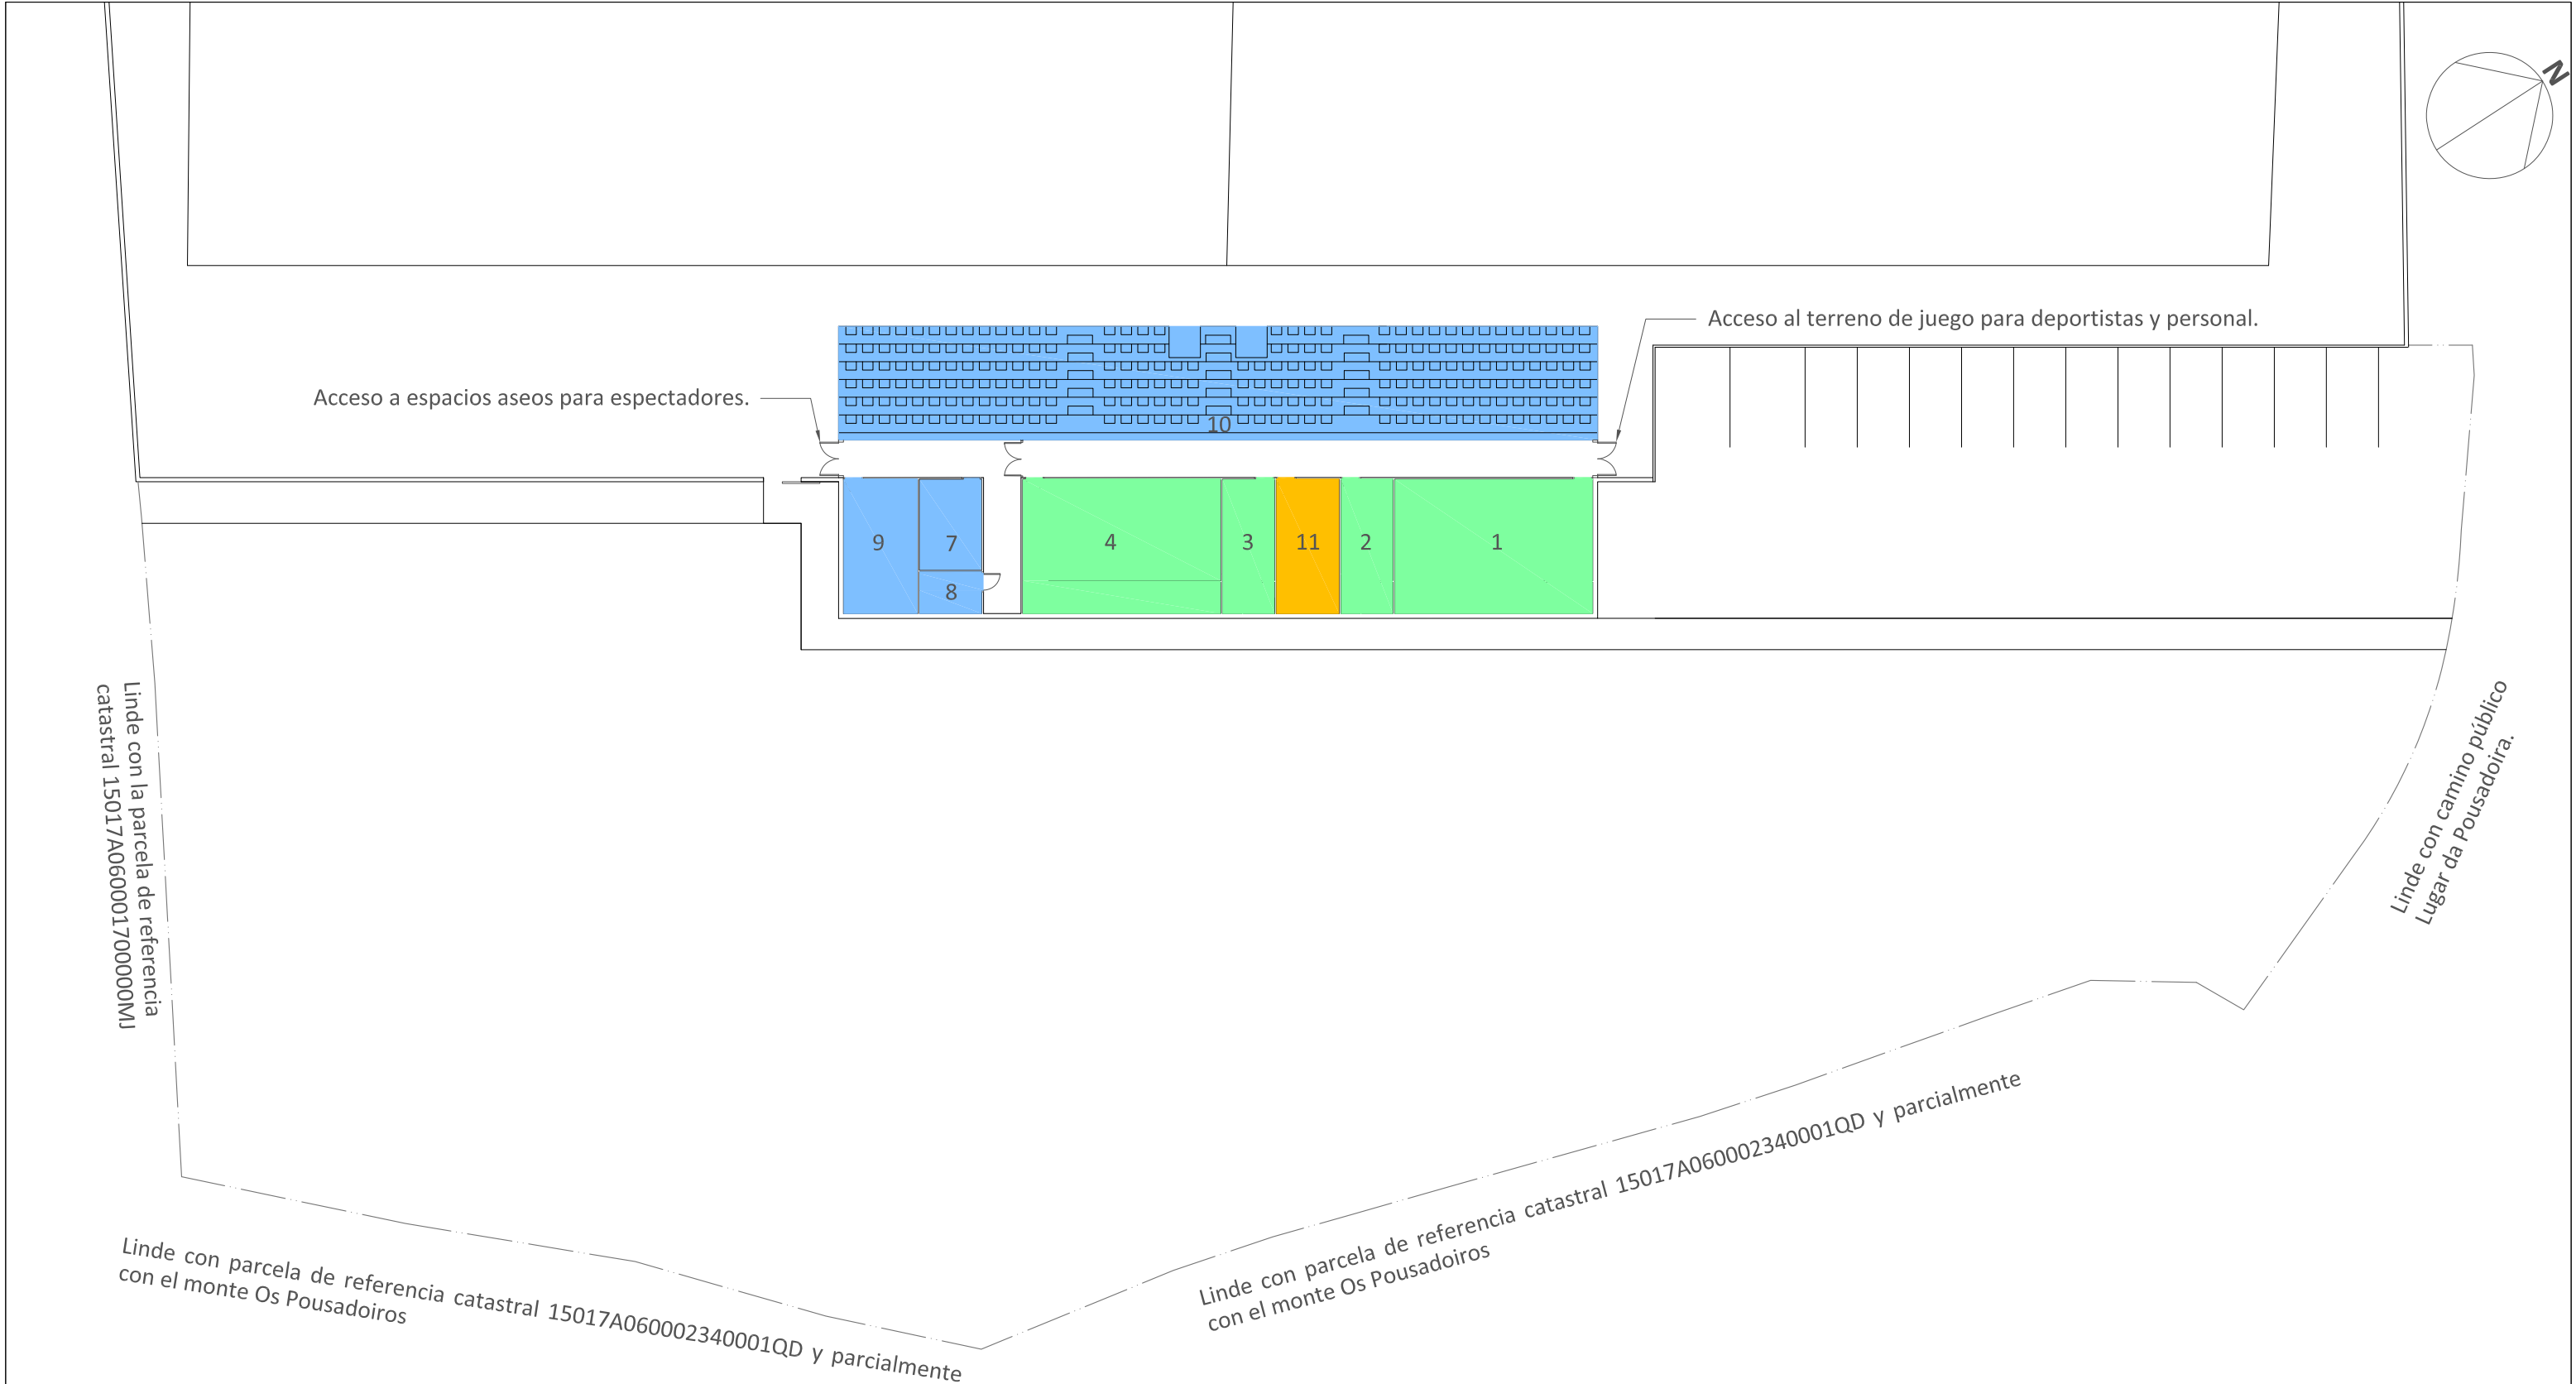 N
Acceso al terreno de juego para deportistas y personal.
Acceso a espacios aseos para espectadores.
10
9
7
8
4
3
11
2
1
Linde con la parcela de referencia
catastral 15017A060001700000MJ
Linde con camino público
Lugar da Pousadoira.
Linde con parcela de referencia catastral 15017A060002340001QD y parcialmente
con el monte Os Pousadoiros
Linde con parcela de referencia catastral 15017A060002340001QD y parcialmente
con el monte Os Pousadoiros